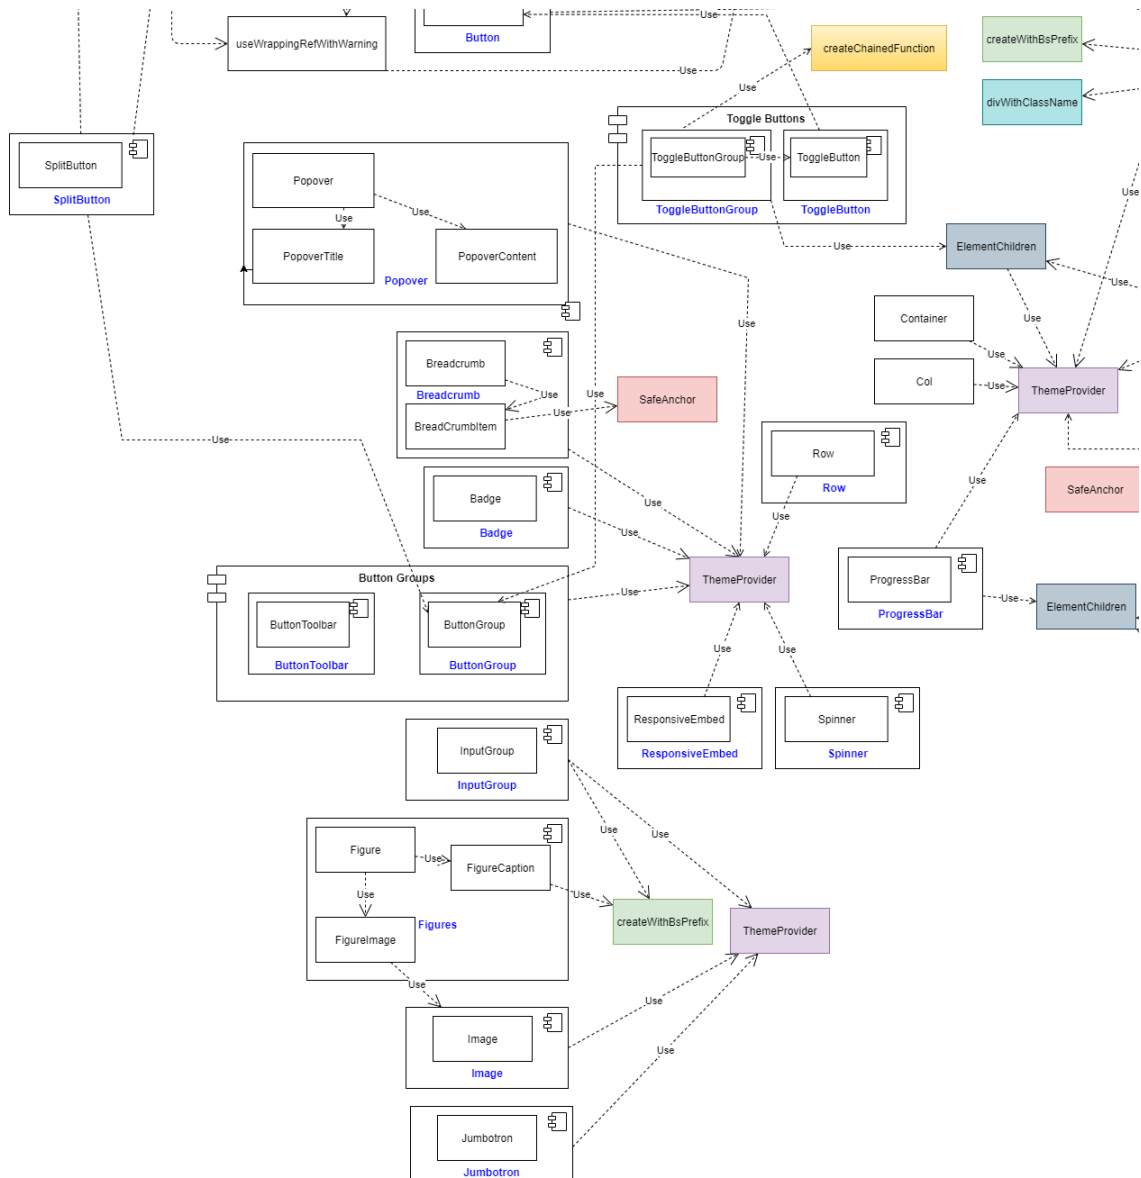 Use
Button
useWrappingRefWithWarning
Use
createChainedFunction
createWithBsPrefix
Use
divWithClassName
Toggle Buttons
ToggleButtonGroup
Use
ToggleButton
ToggleButtonGroup
ToggleButton
SplitButton
SplitButton
Popover
Use
Use
PopoverTitle
PopoverContent
Popover
Use
Use
ElementChildren
Use
Use
Container
Use
Use
Breadcrumb
Breadcrumb
Use
Use
BreadCrumbItem
Use
SafeAnchor
Col
Use
ThemeProvider
Use
Row
Row
Use
SafeAnchor
Badge
Badge
Use
Use
Use
Button Groups
ButtonToolbar
ButtonToolbar
ButtonGroup
ButtonGroup
Use
ThemeProvider
ProgressBar
ProgressBar
Use
ElementChildren
Use
Use
ResponsiveEmbed
ResponsiveEmbed
Spinner
Spinner
InputGroup
InputGroup
Use
Use
Figure
Use
FigureCaption
Use
Use
FigureImage
Figures
createWithBsPrefix
ThemeProvider
Use
Use
Image
Image
Use
Jumbotron
Jumbotron